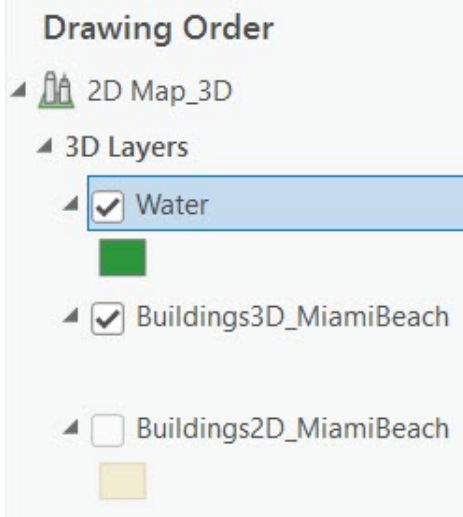 Drawing Order
2D Map_3D
3D Layers
Water
Buildings3D_MiamiBeach
Buildings2D_MiamiBeach